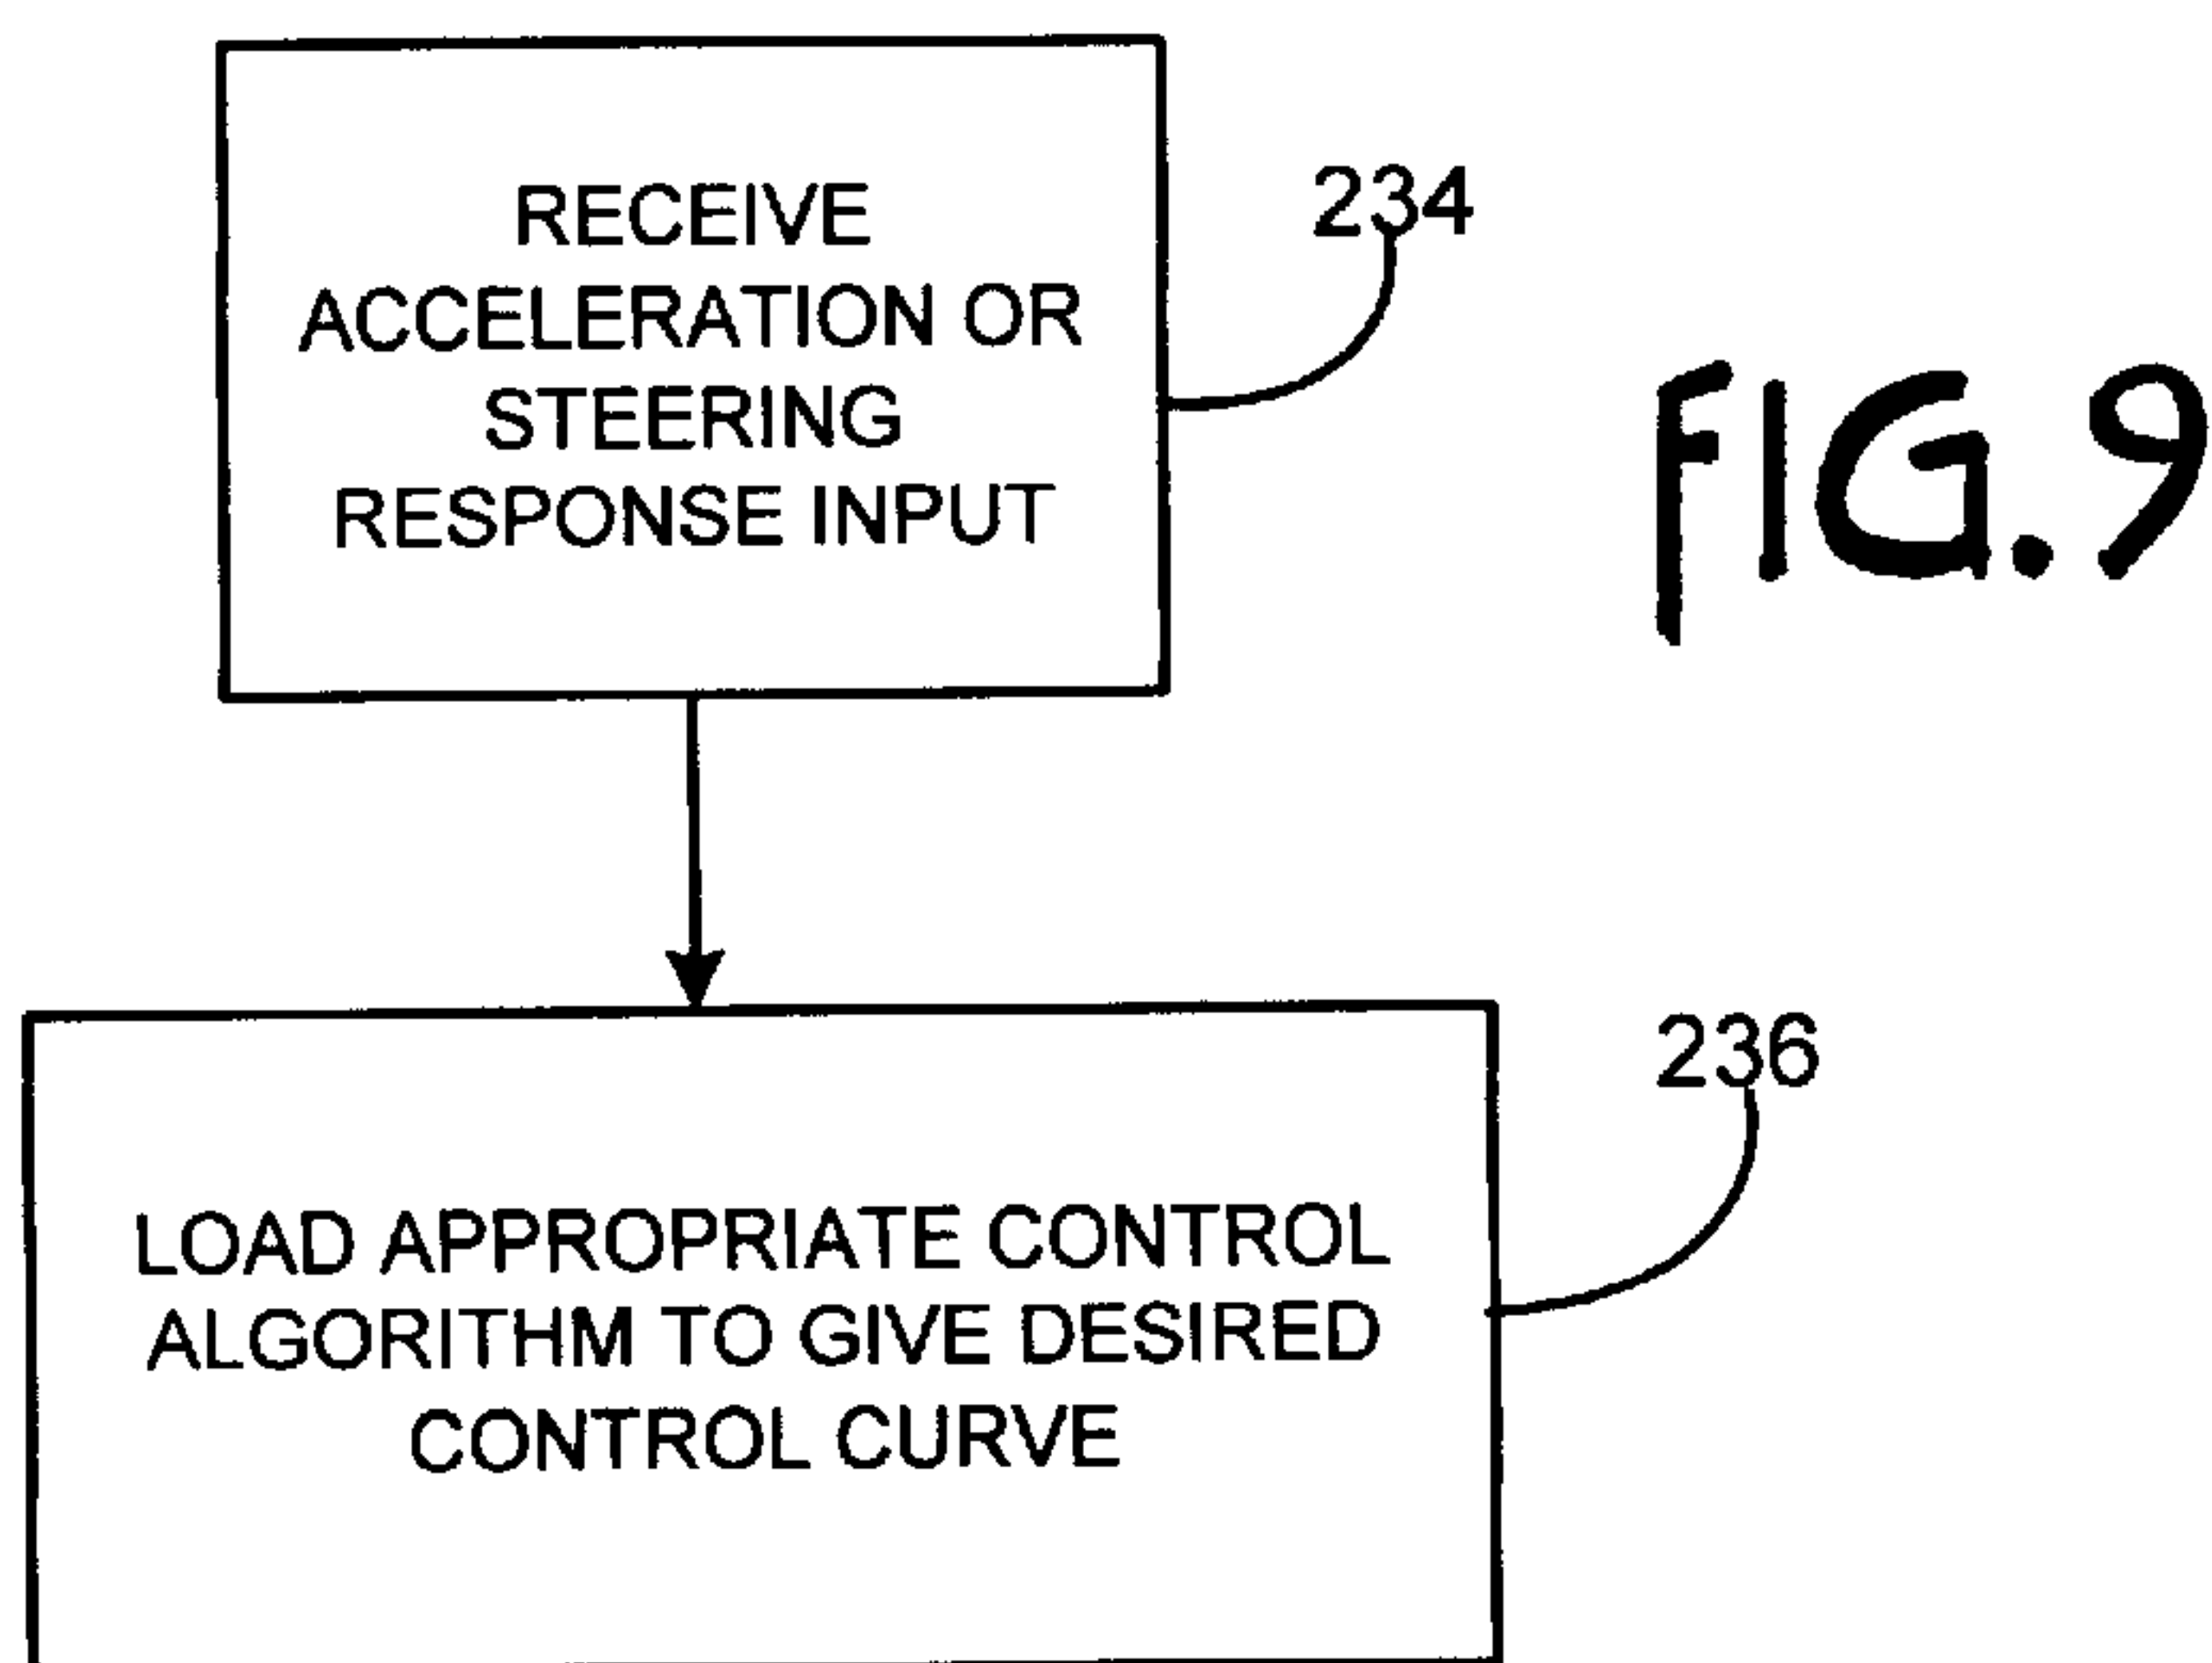 RECEIVE
ACCELERATION OR
STEERING
RESPONSE INPUT
234
FIG.9
LOAD APPROPRIATE CONTROL
ALGORITHM TO GIVE DESIRED
CONTROL CURVE
236